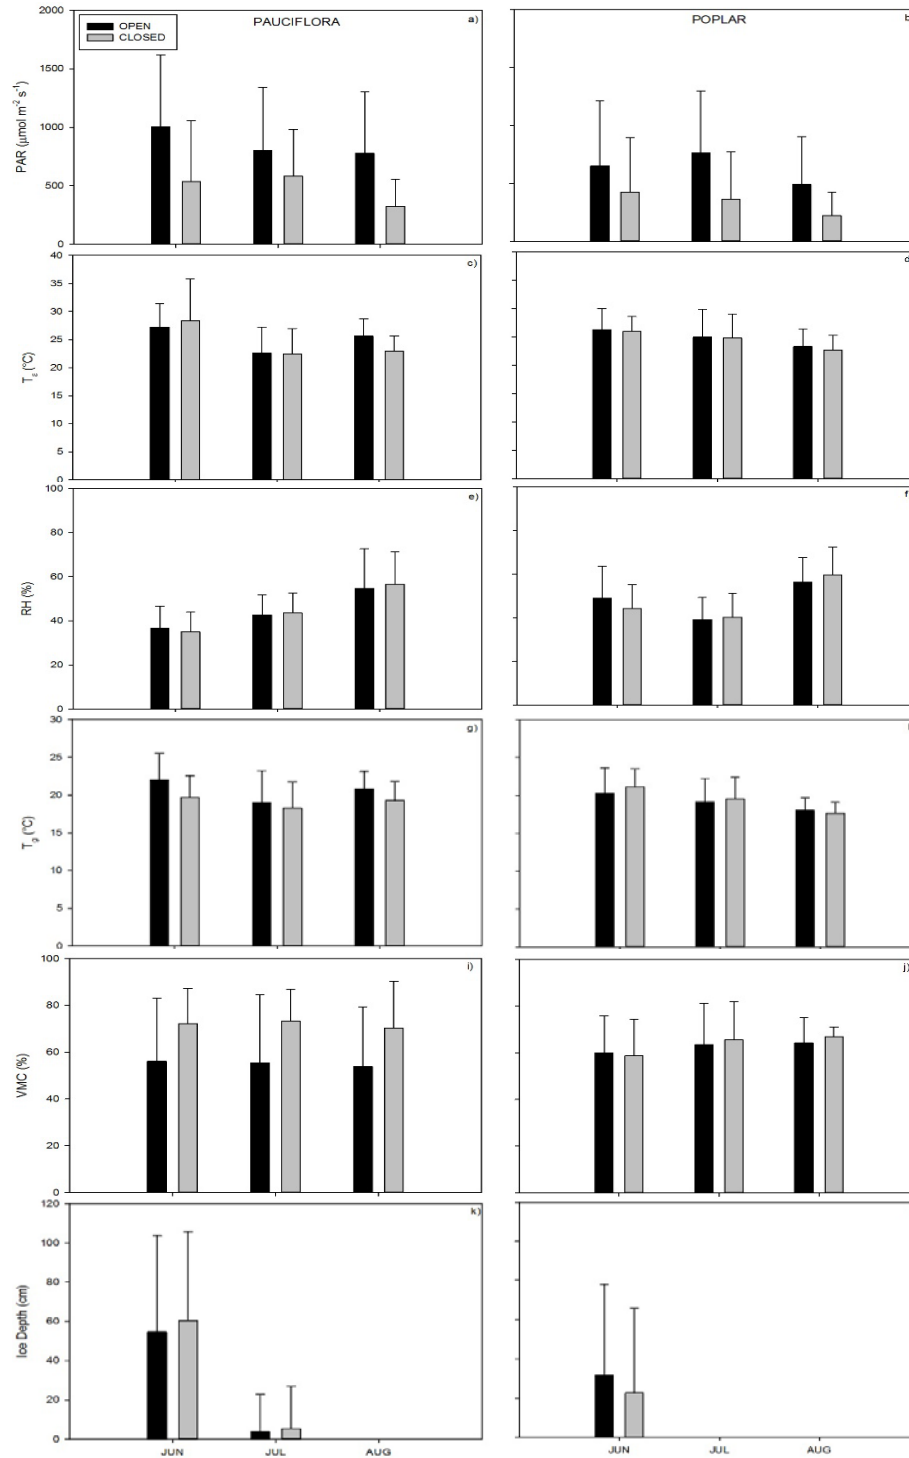 PAUCIFLORA
a)
OPEN
CLOSED
2000
1500
1000
500
0
PAR (µmol m⁻² s⁻¹)
POPLAR
b
c)
40
35
30
25
20
15
10
5
0
(°C)
d
e)
100
80
60
40
20
0
RH (%)
f
g)
30
25
20
15
10
5
0
Tg (°C)
i)
100
80
60
40
20
0
VMC (%)
j)
k)
120
100
80
60
40
20
0
Ice Depth (cm)
JUN JUL AUG
JUN JUL AUG